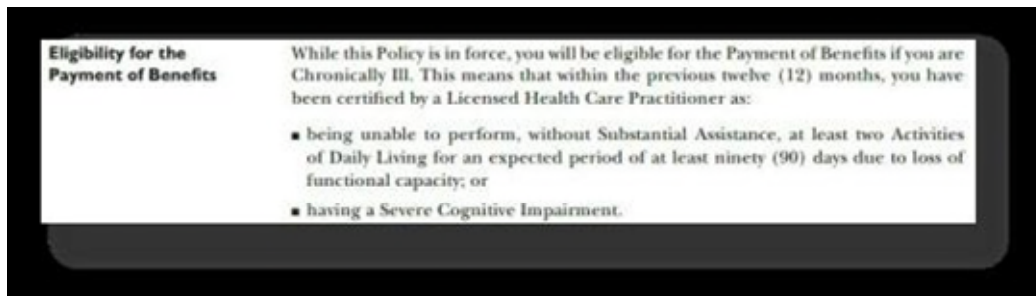 Eligibility for the
Payment of Benefits
While this Policy is in force, you will be eligible for the Payment of Benefits if you are
Chronically Ill. This means that within the previous twelve (12) months, you have
been certified by a Licensed Health Care Practitioner as:
■ being unable to perform, without Substantial Assistance, at least two Activities
of Daily Living for an expected period of at least ninety (90) days due to loss of
functional capacity; or
■ having a Severe Cognitive Impairment.